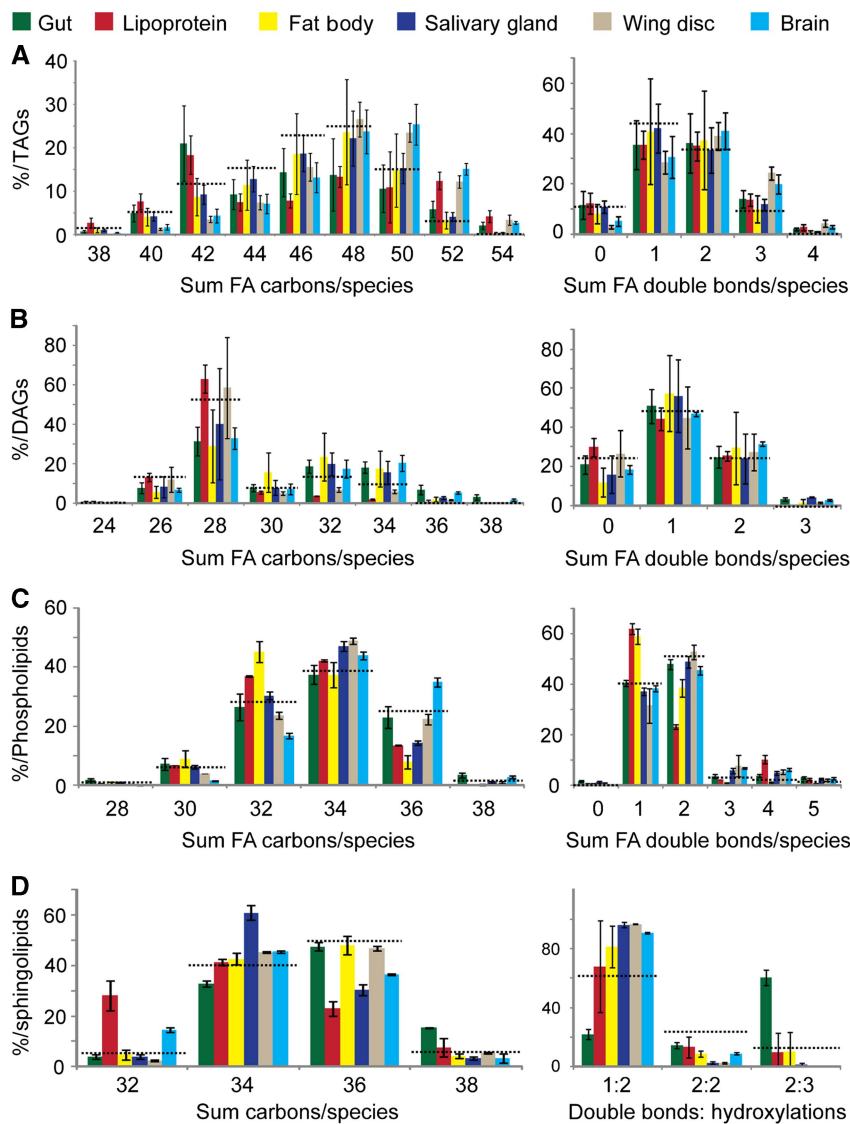 Gut Lipoprotein Fat body Salivary gland Wing disc Brain
A
%/TAGs
40
30
20
10
0
38 40 42 44 46 48 50 52 54
Sum FA carbons/species
60
40
20
0
0 1 2 3 4
Sum FA double bonds/species
B
%/DAGs
80
60
40
20
0
24 26 28 30 32 34 36 38
Sum FA carbons/species
80
60
40
20
0
0 1 2 3
Sum FA double bonds/species
C
%/Phospholipids
60
40
20
0
28 30 32 34 36 38
Sum FA carbons/species
60
40
20
0
0 1 2 3 4 5
Sum FA double bonds/species
D
%/sphingolipids
60
40
20
0
32 34 36 38
Sum carbons/species
80
40
20
0
1:2 2:2 2:3
Double bonds: hydroxylations